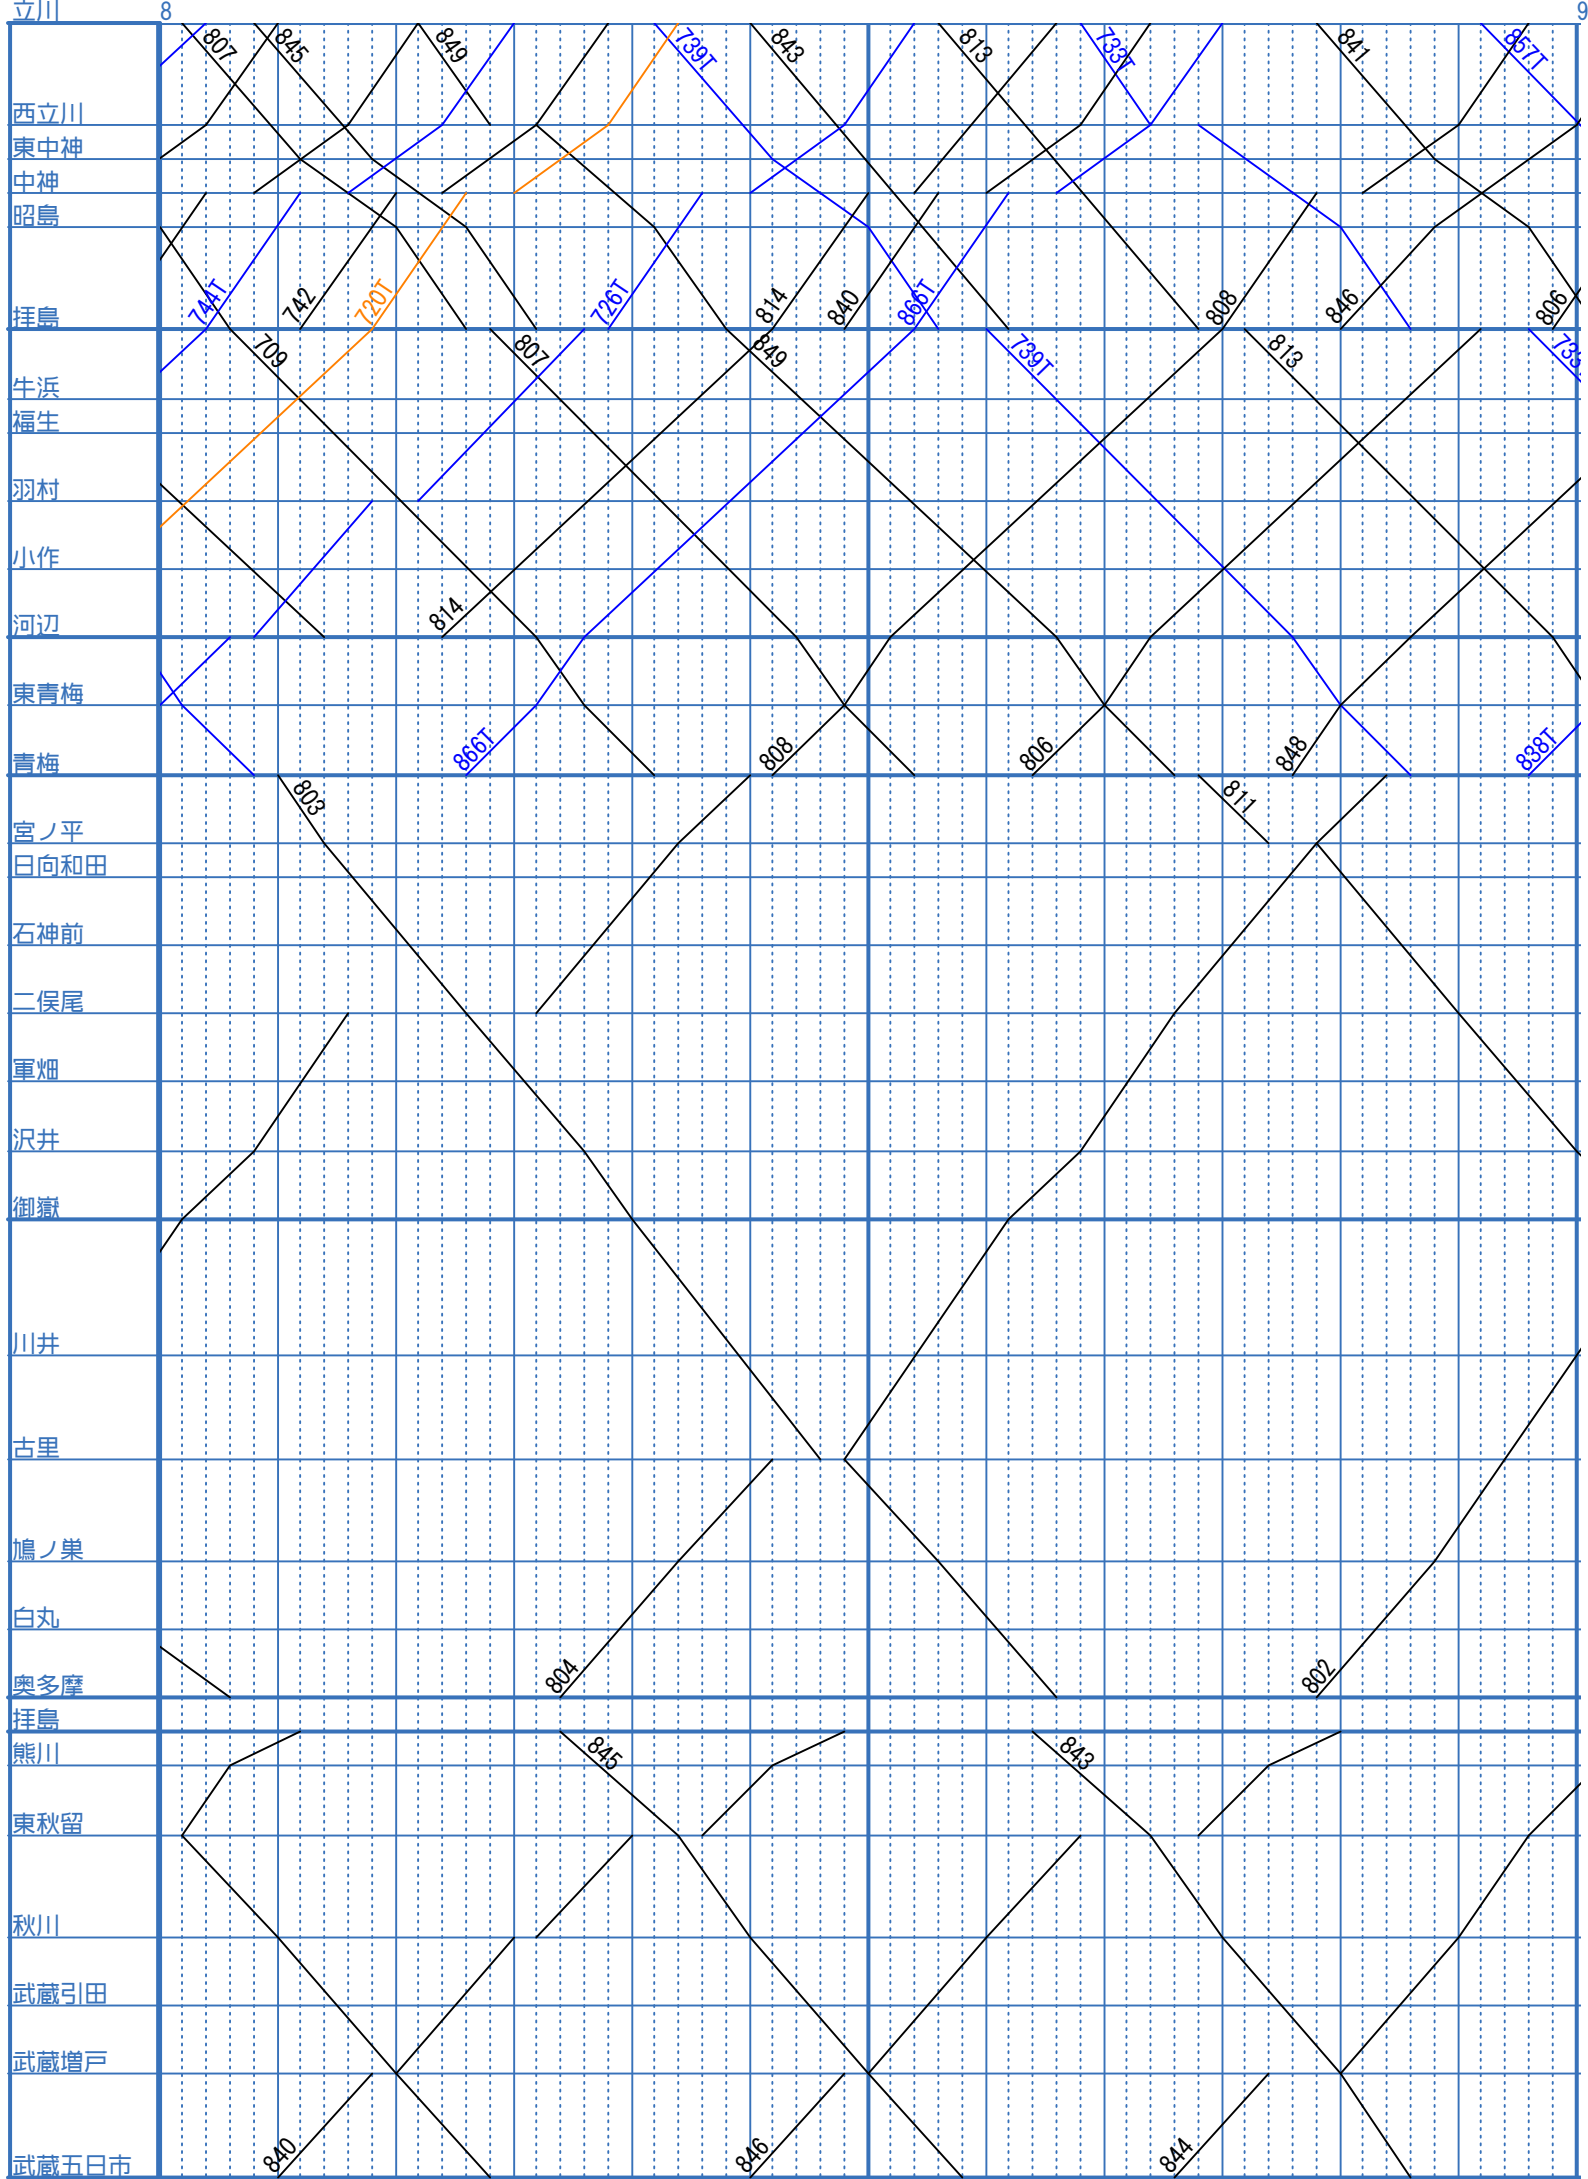 立川
8
9
807
845
849
739T
843
813
733T
841
857T
西立川
東中神
中神
昭島
744T
742
720T
726T
814
840
866T
808
846
806
拝島
709
807
849
739T
813
牛浜
福生
羽村
小作
814
河辺
東青梅
866T
808
806
848
838T
青梅
803
811
宮ノ平
日向和田
石神前
二俣尾
軍畑
沢井
御嶽
川井
古里
鳩ノ巣
白丸
804
802
奥多摩
拝島
845
843
熊川
東秋留
秋川
武蔵引田
武蔵増戸
840
846
844
武蔵五日市